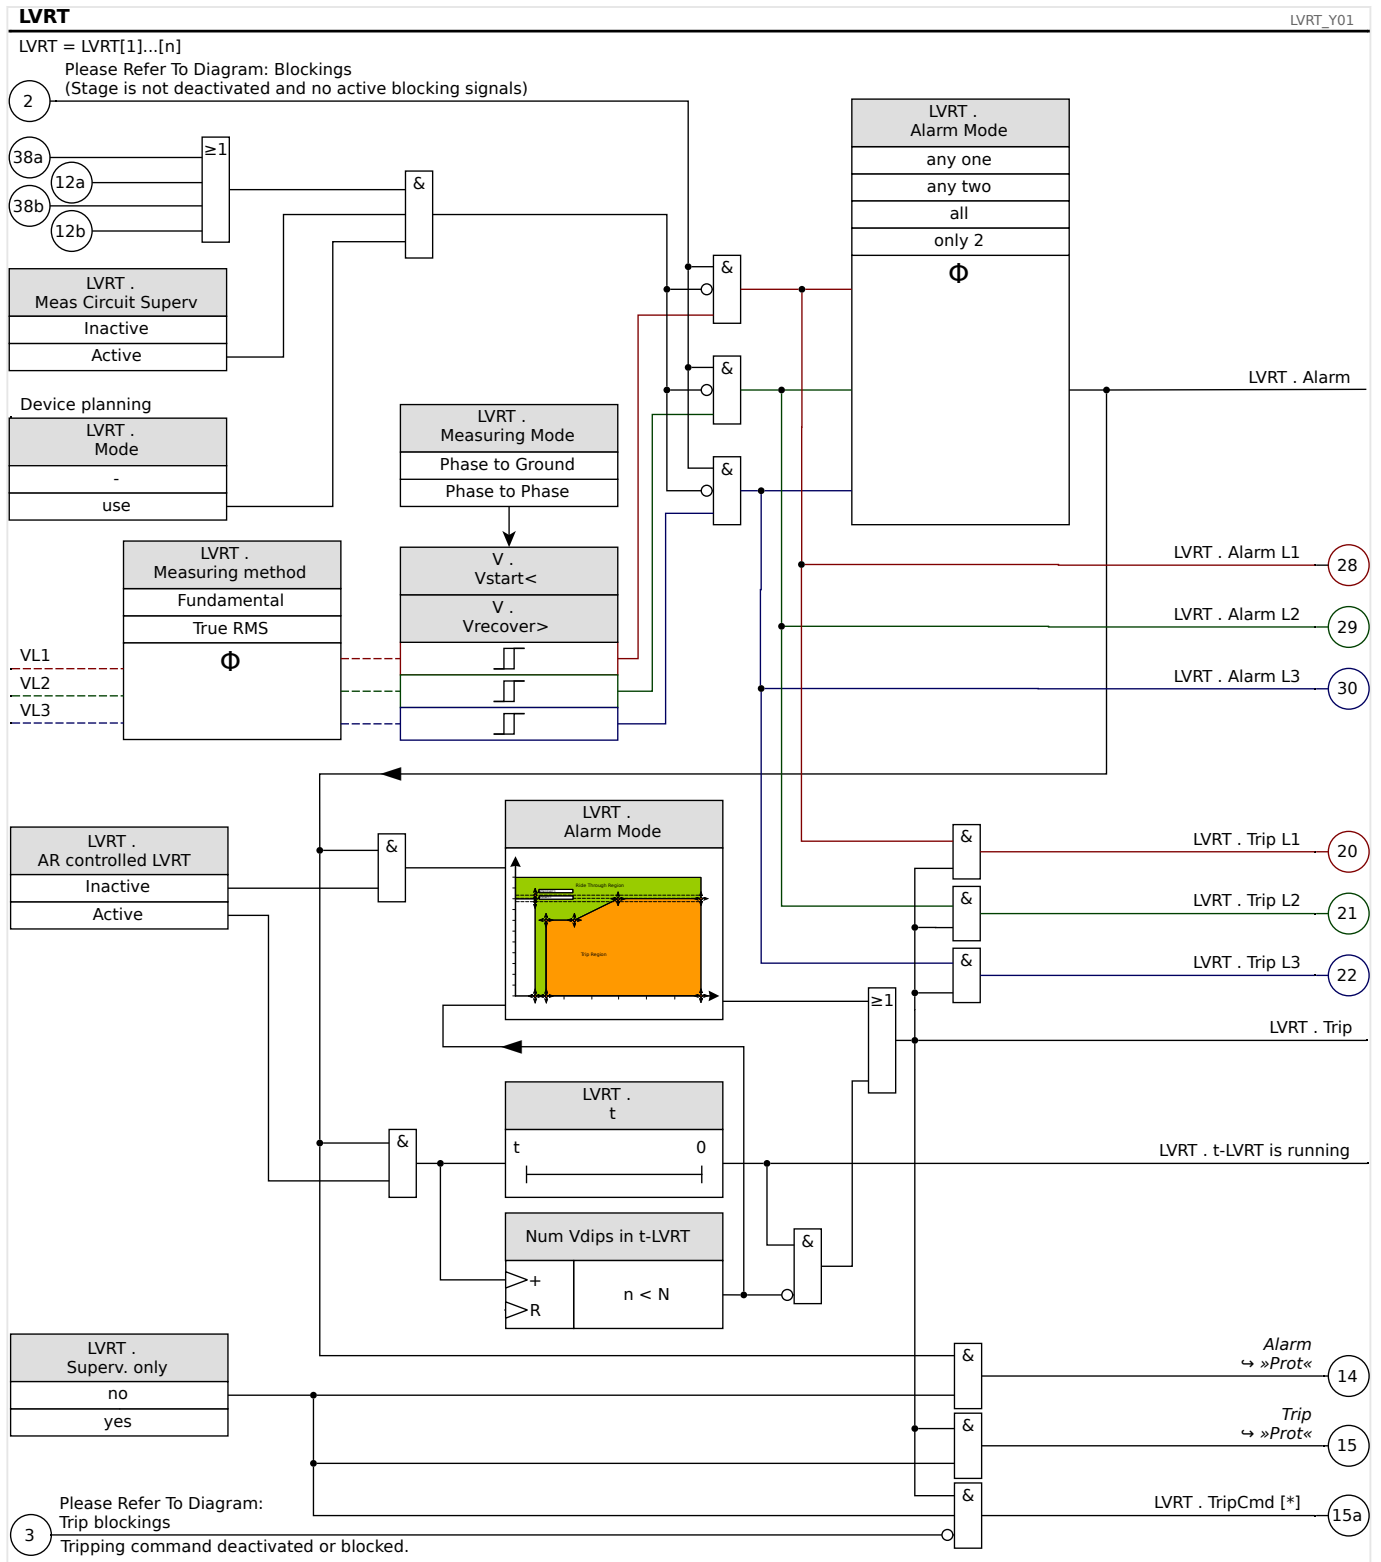 LVRT
LVRT_Y01
LVRT = LVRT[1]...[n]
Please Refer To Diagram: Blockings
(Stage is not deactivated and no active blocking signals)
2
38a
12a
38b
12b
≥1
&
LVRT .
Meas Circuit Superv
Inactive
Active
Device planning
LVRT .
Mode
-
use
LVRT .
Measuring Mode
Phase to Ground
Phase to Phase
&
&
&
LVRT .
Alarm Mode
any one
any two
all
only 2
Φ
LVRT . Alarm
LVRT .
Measuring method
Fundamental
True RMS
Φ
VL1
VL2
VL3
V .
Vstart<
V .
Vrecover>
LVRT . Alarm L1
28
LVRT . Alarm L2
29
LVRT . Alarm L3
30
LVRT .
AR controlled LVRT
Inactive
Active
&
LVRT .
Alarm Mode
Ride Through Region
Trip Region
&
LVRT . Trip L1
20
&
LVRT . Trip L2
21
&
LVRT . Trip L3
22
≥1
LVRT . Trip
&
LVRT .
t
t
0
LVRT . t-LVRT is running
Num Vdips in t-LVRT
+
R
n < N
&
LVRT .
Superv. only
no
yes
&
Alarm
↪ »Prot«
14
&
Trip
↪ »Prot«
15
&
LVRT . TripCmd [*]
15a
Please Refer To Diagram:
Trip blockings
3
Tripping command deactivated or blocked.